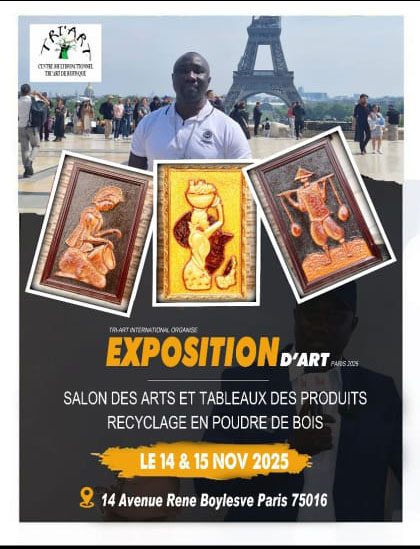 TRI'ART
CENTRE MULTIFONCTIONNEL
TRI'ART DE RUFISQUE
TRI-ART INTERNATIONAL ORGANISE
EXPOSITION D'ART PARIS 2025
SALON DES ARTS ET TABLEAUX DES PRODUITS
RECYCLAGE EN POUDRE DE BOIS
LE 14 & 15 NOV 2025
14 Avenue Rene Boylesve Paris 75016